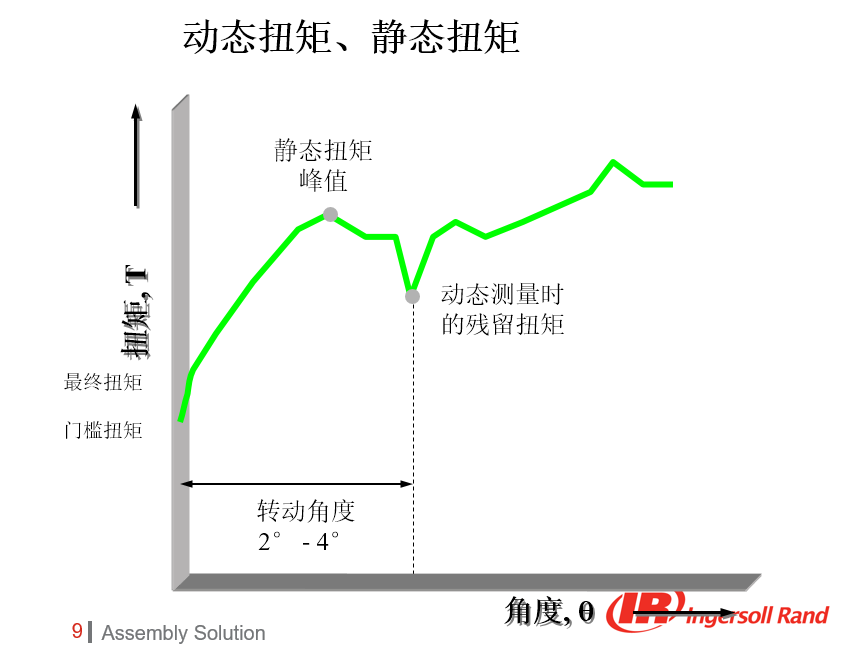 动态扭矩、静态扭矩
静态扭矩
峰值
扭矩, T
动态测量时
的残留扭矩
最终扭矩
门槛扭矩
转动角度
2° - 4°
角度, θ
IR Ingersoll Rand
9 Assembly Solution